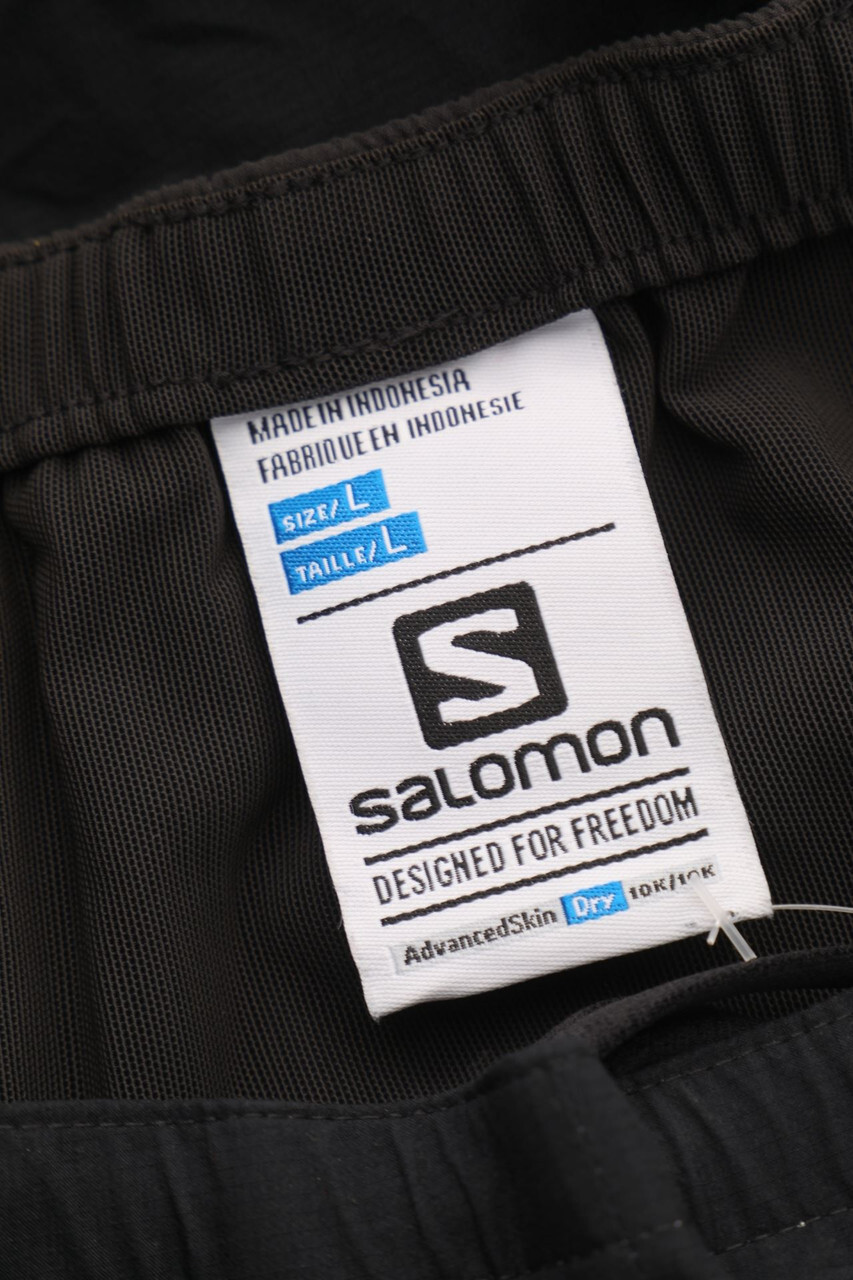 MADE IN INDONESIA
FABRIQUE EN INDONESIE
SIZE/ L
TAILLE/ L
S
SALOMON
DESIGNED FOR FREEDOM
AdvancedSkin Dry 10K/10K